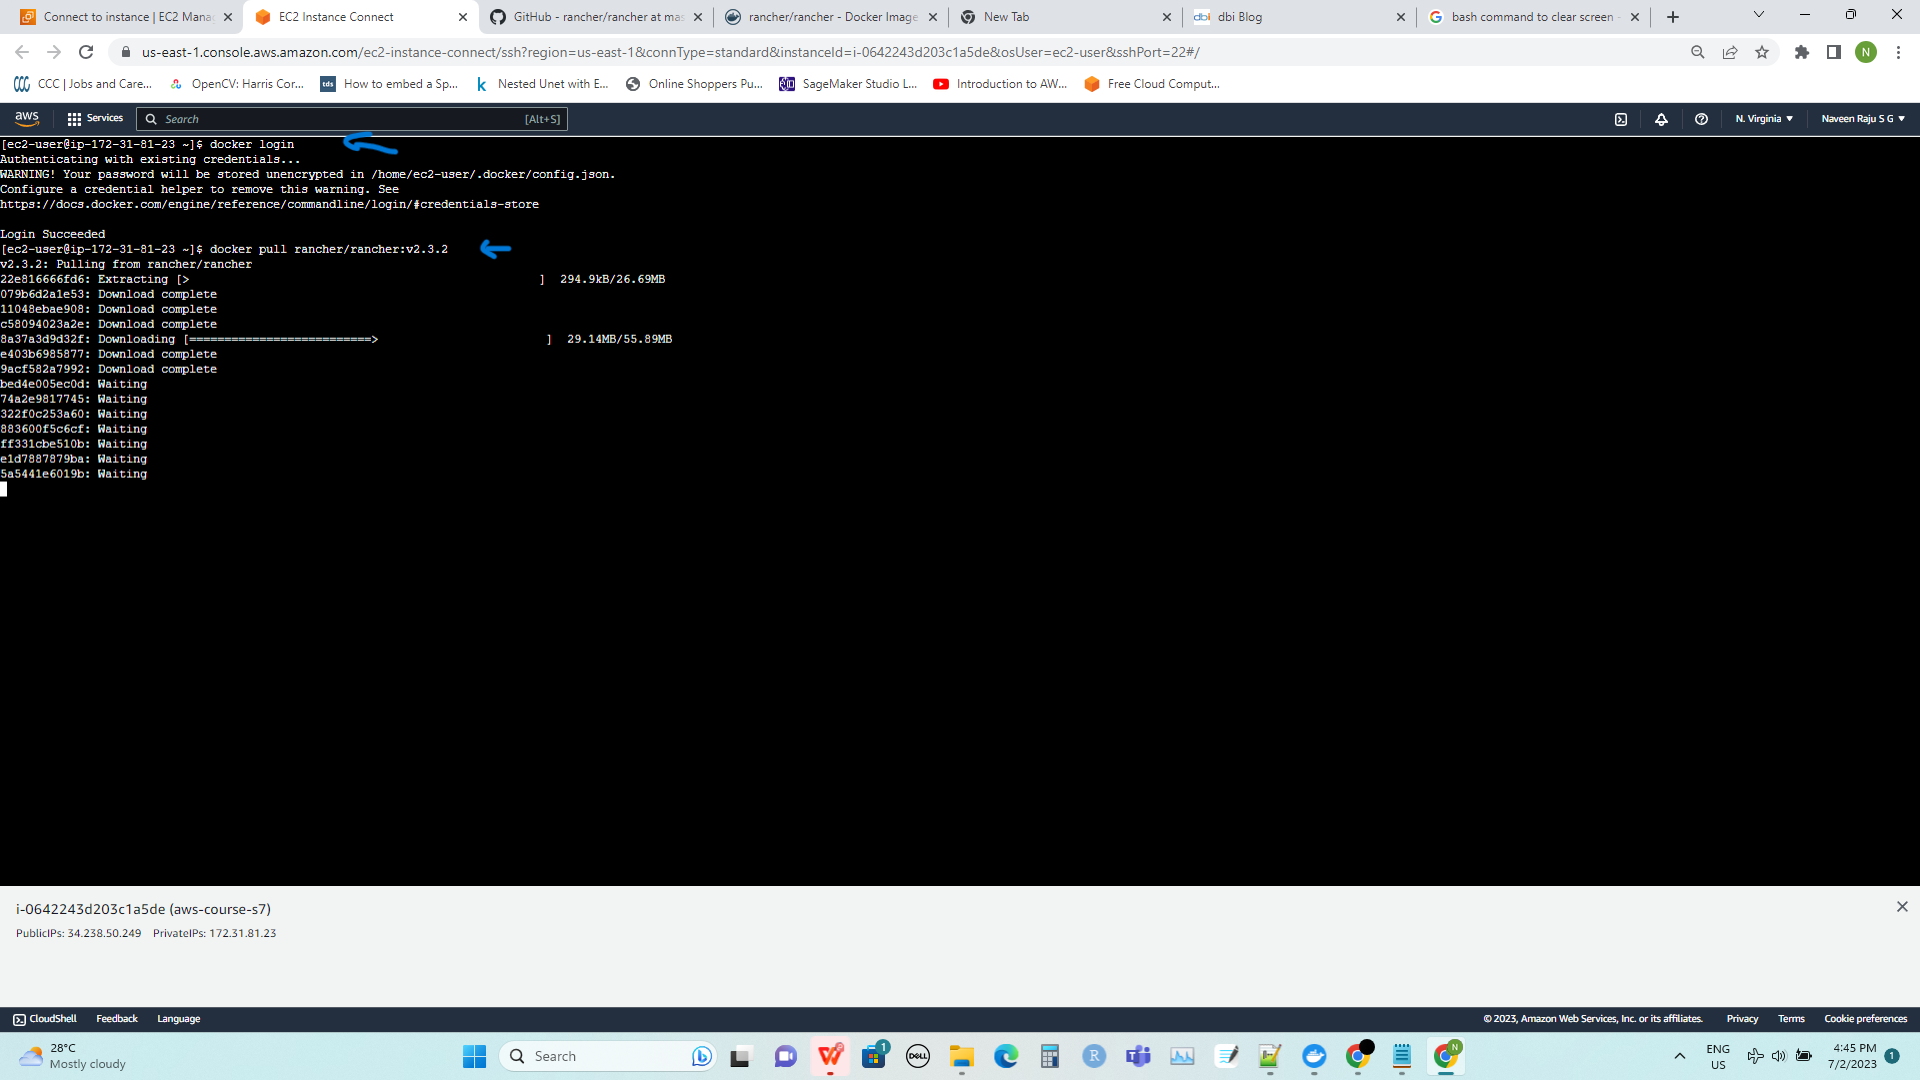 Connect to instance | EC2 Mana
EC2 Instance Connect
GitHub - rancher/rancher at mas
rancher/rancher - Docker Image
New Tab
dbi
dbi Blog
bash command to clear screen -
us-east-1.console.aws.amazon.com/ec2-instance-connect/ssh?region=us-east-1&connType=standard&instanceId=i-0642243d203c1a5de&osUser=ec2-user&sshPort=22#/
N
CCC | Jobs and Care...
OpenCV: Harris Cor...
tds
How to embed a Sp...
k
Nested Unet with E...
Online Shoppers Pu...
SageMaker Studio L...
Introduction to AW...
Free Cloud Comput...
aws
Services
Search
[Alt+S]
N. Virginia
Naveen Raju S G
[ec2-user@ip-172-31-81-23 ~]$ docker login
Authenticating with existing credentials...
WARNING! Your password will be stored unencrypted in /home/ec2-user/.docker/config.json.
Configure a credential helper to remove this warning. See
https://docs.docker.com/engine/reference/commandline/login/#credentials-store
Login Succeeded
[ec2-user@ip-172-31-81-23 ~]$ docker pull rancher/rancher:v2.3.2
v2.3.2: Pulling from rancher/rancher
22e816666fd6: Extracting [> ] 294.9kB/26.69MB
079b6d2a1e53: Download complete
11048ebae908: Download complete
c58094023a2e: Download complete
8a37a3d9d32f: Downloading [==========================> ] 29.14MB/55.89MB
e403b6985877: Download complete
9acf582a7992: Download complete
bed4e005ec0d: Waiting
74a2e9817745: Waiting
322f0c253a60: Waiting
883600f5c6cf: Waiting
ff331cbe510b: Waiting
e1d7887879ba: Waiting
5a5441e6019b: Waiting
i-0642243d203c1a5de (aws-course-s7)
PublicIPs: 34.238.50.249 PrivateIPs: 172.31.81.23
CloudShell
Feedback
Language
© 2023, Amazon Web Services, Inc. or its affiliates.
Privacy
Terms
Cookie preferences
28°C
Mostly cloudy
Search
1
DELL
R
N
ENG
US
4:45 PM
7/2/2023
1